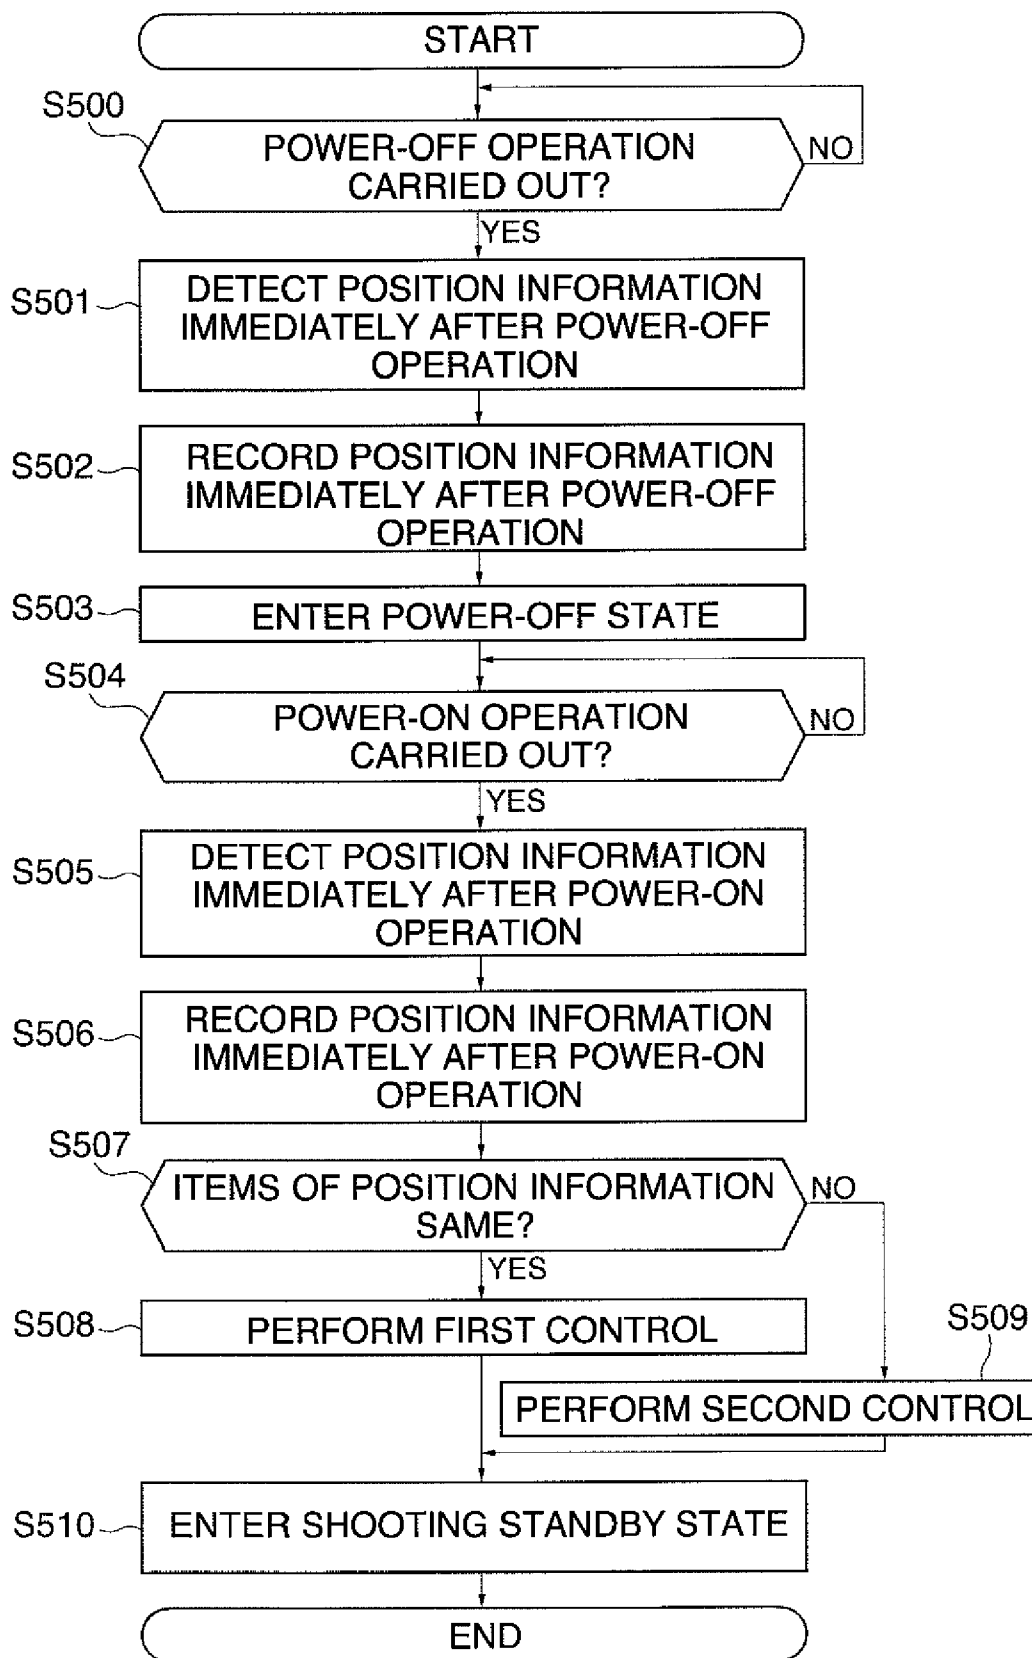 START
S500
POWER-OFF OPERATION
CARRIED OUT?
NO
YES
S501
DETECT POSITION INFORMATION
IMMEDIATELY AFTER POWER-OFF
OPERATION
S502
RECORD POSITION INFORMATION
IMMEDIATELY AFTER POWER-OFF
OPERATION
S503
ENTER POWER-OFF STATE
S504
POWER-ON OPERATION
CARRIED OUT?
NO
YES
S505
DETECT POSITION INFORMATION
IMMEDIATELY AFTER POWER-ON
OPERATION
S506
RECORD POSITION INFORMATION
IMMEDIATELY AFTER POWER-ON
OPERATION
S507
ITEMS OF POSITION INFORMATION
SAME?
NO
YES
S508
PERFORM FIRST CONTROL
S509
PERFORM SECOND CONTROL
S510
ENTER SHOOTING STANDBY STATE
END